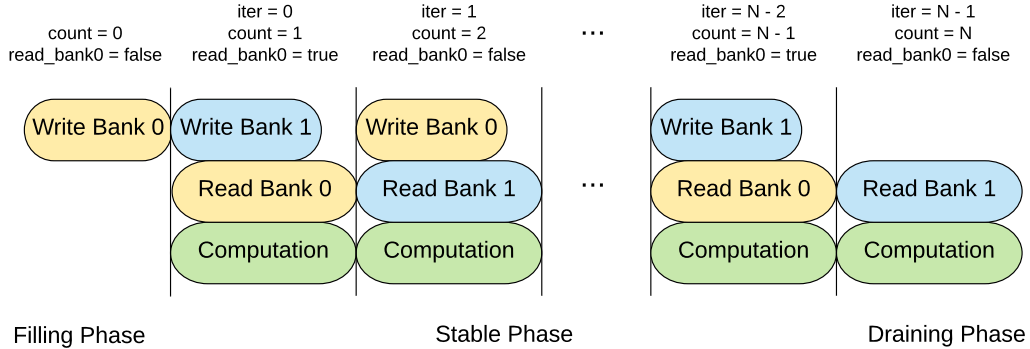 count = 0
read_bank0 = false
iter = 0
count = 1
read_bank0 = true
iter = 1
count = 2
read_bank0 = false
...
iter = N - 2
count = N - 1
read_bank0 = true
iter = N - 1
count = N
read_bank0 = false
Write Bank 0
Write Bank 1
Write Bank 0
Write Bank 1
Read Bank 0
Read Bank 1
...
Read Bank 0
Read Bank 1
Computation
Computation
Computation
Computation
Filling Phase
Stable Phase
Draining Phase